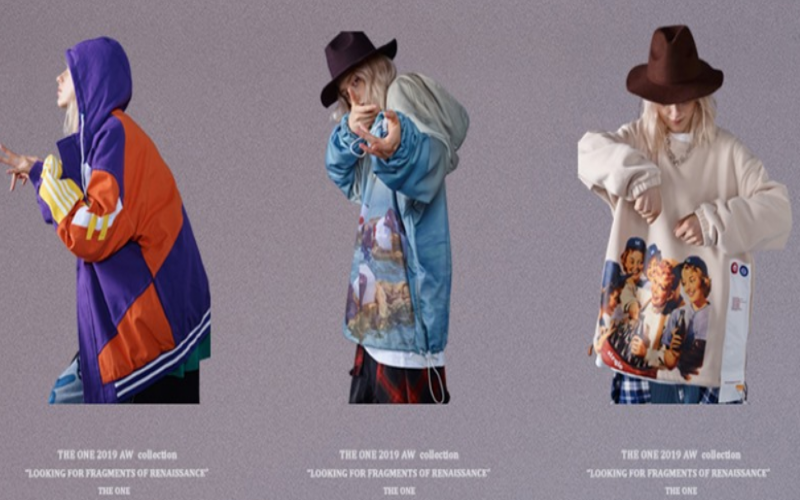 THE ONE 2019 AW collection
"LOOKING FOR FRAGMENTS OF RENAISSANCE"
THE ONE
THE ONE 2019 AW collection
"LOOKING FOR FRAGMENTS OF RENAISSANCE"
THE ONE
THE ONE 2019 AW collection
"LOOKING FOR FRAGMENTS OF RENAISSANCE"
THE ONE